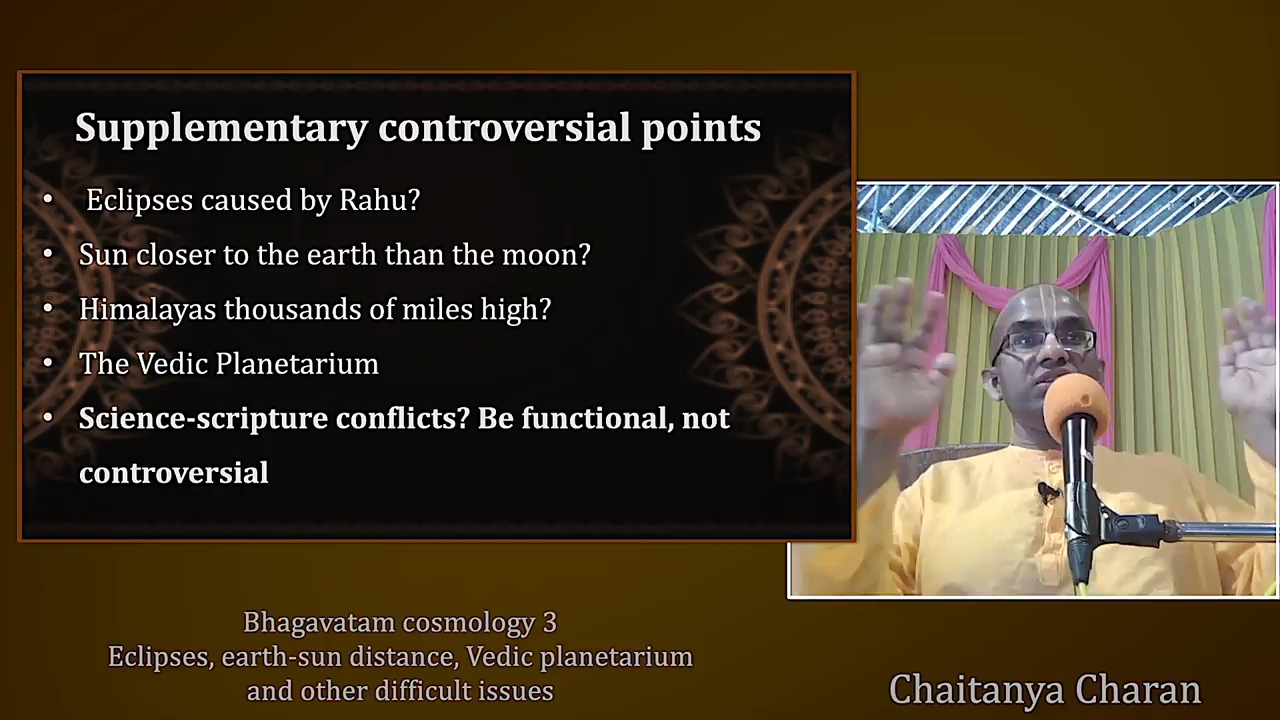 Supplementary controversial points
• Eclipses caused by Rahu?
• Sun closer to the earth than the moon?
• Himalayas thousands of miles high?
• The Vedic Planetarium
• Science-scripture conflicts? Be functional, not
controversial
Bhagavatam cosmology 3
Eclipses, earth-sun distance, Vedic planetarium
and other difficult issues
Chaitanya Charan